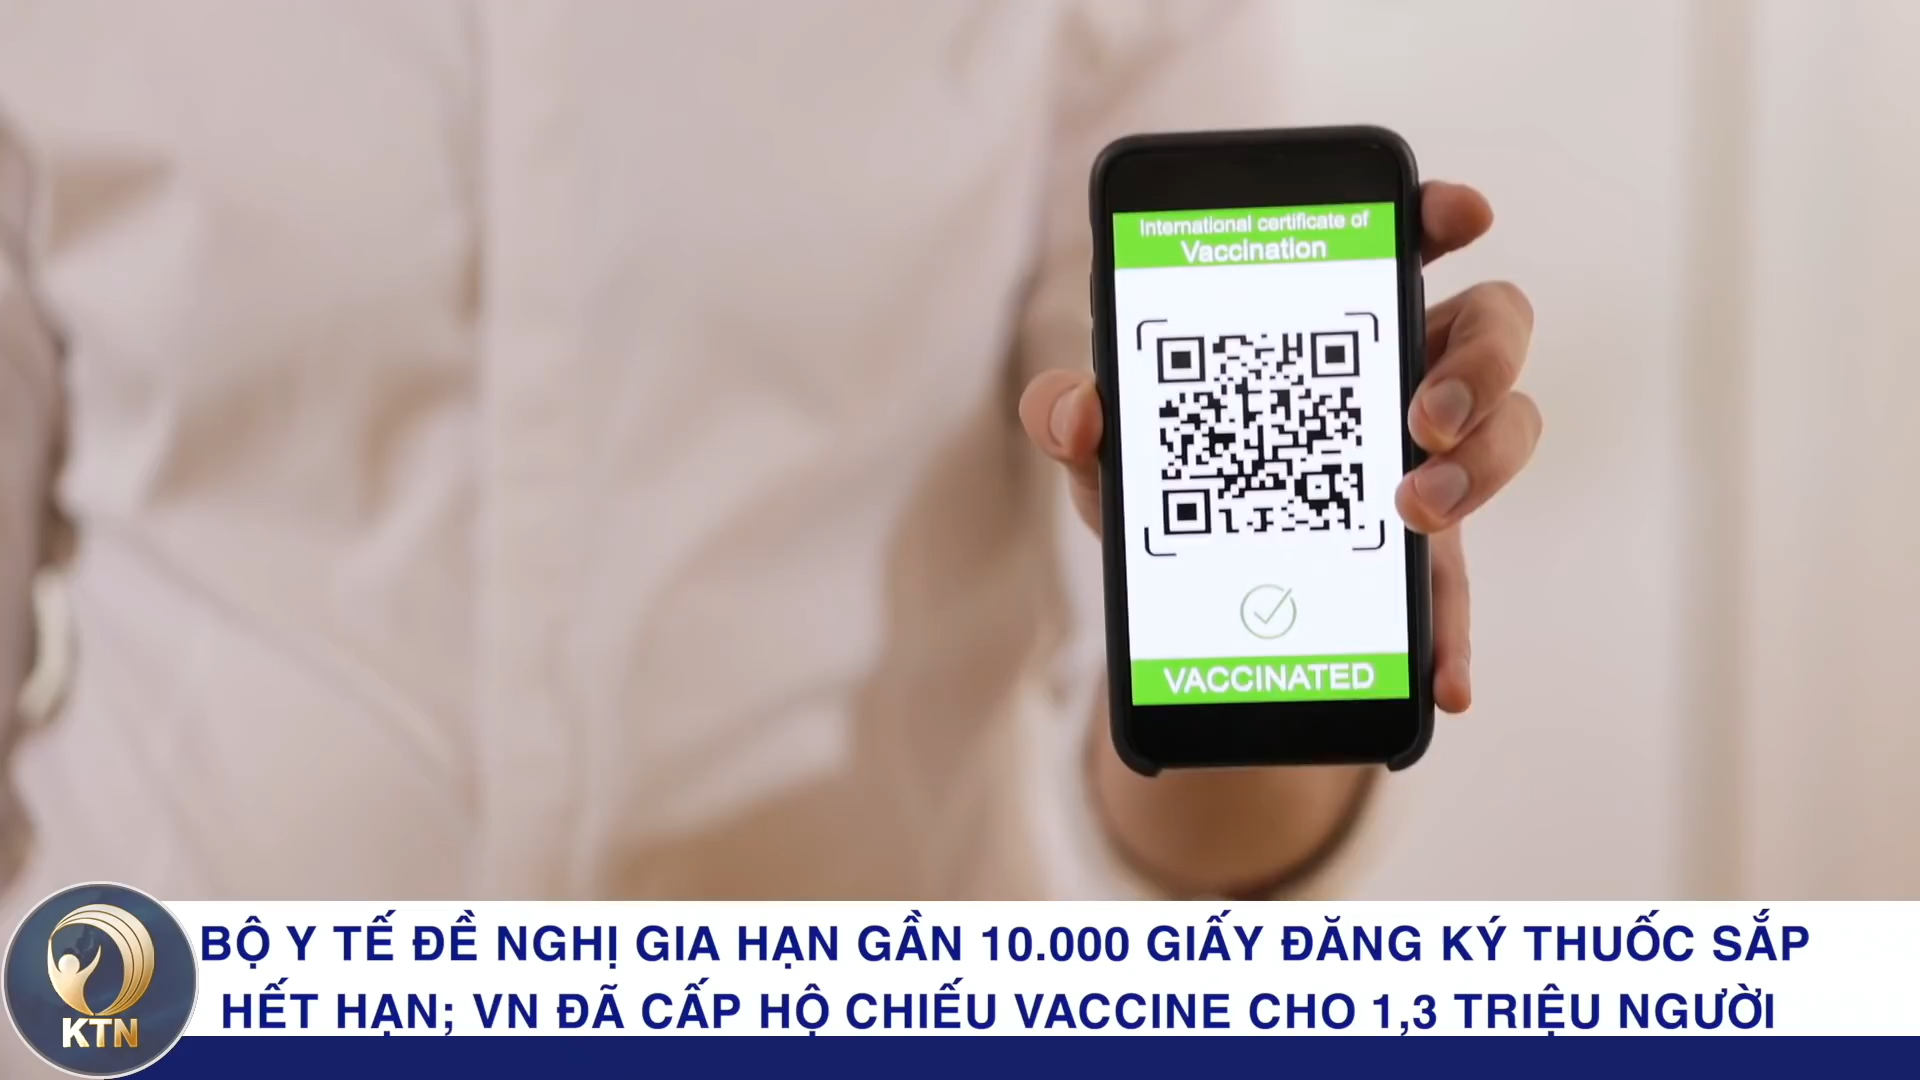 International certificate of
Vaccination
VACCINATED
BỘ Y TẾ ĐỀ NGHỊ GIA HẠN GẦN 10.000 GIẤY ĐĂNG KÝ THUỐC SẮP
HẾT HẠN; VN ĐÃ CẤP HỘ CHIẾU VACCINE CHO 1,3 TRIỆU NGƯỜI
KTN